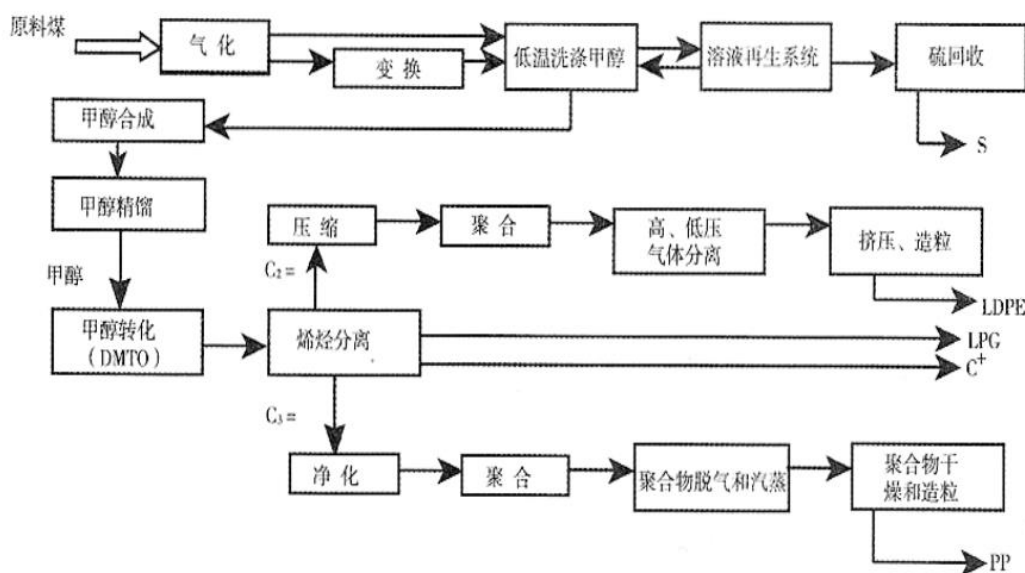 原料煤
气化
变换
低温洗涤甲醇
溶液再生系统
硫回收
S
甲醇合成
甲醇精馏
甲醇
甲醇转化
（DMTO）
烯烃分离
C₂=
压缩
聚合
高、低压
气体分离
挤压、造粒
LDPE
LPG
C⁺
C₃=
净化
聚合
聚合物脱气和汽蒸
聚合物干
燥和造粒
PP